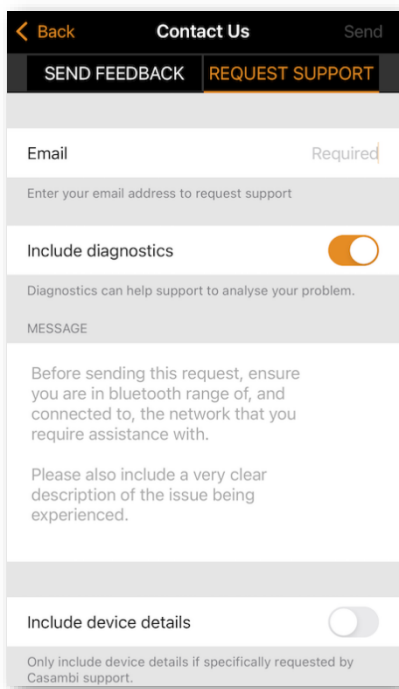 Back Contact Us Send
SEND FEEDBACK REQUEST SUPPORT
Email Required
Enter your email address to request support
Include diagnostics
Diagnostics can help support to analyse your problem.
MESSAGE
Before sending this request, ensure
you are in bluetooth range of, and
connected to, the network that you
require assistance with.
Please also include a very clear
description of the issue being
experienced.
Include device details
Only include device details if specifically requested by
Casambi support.